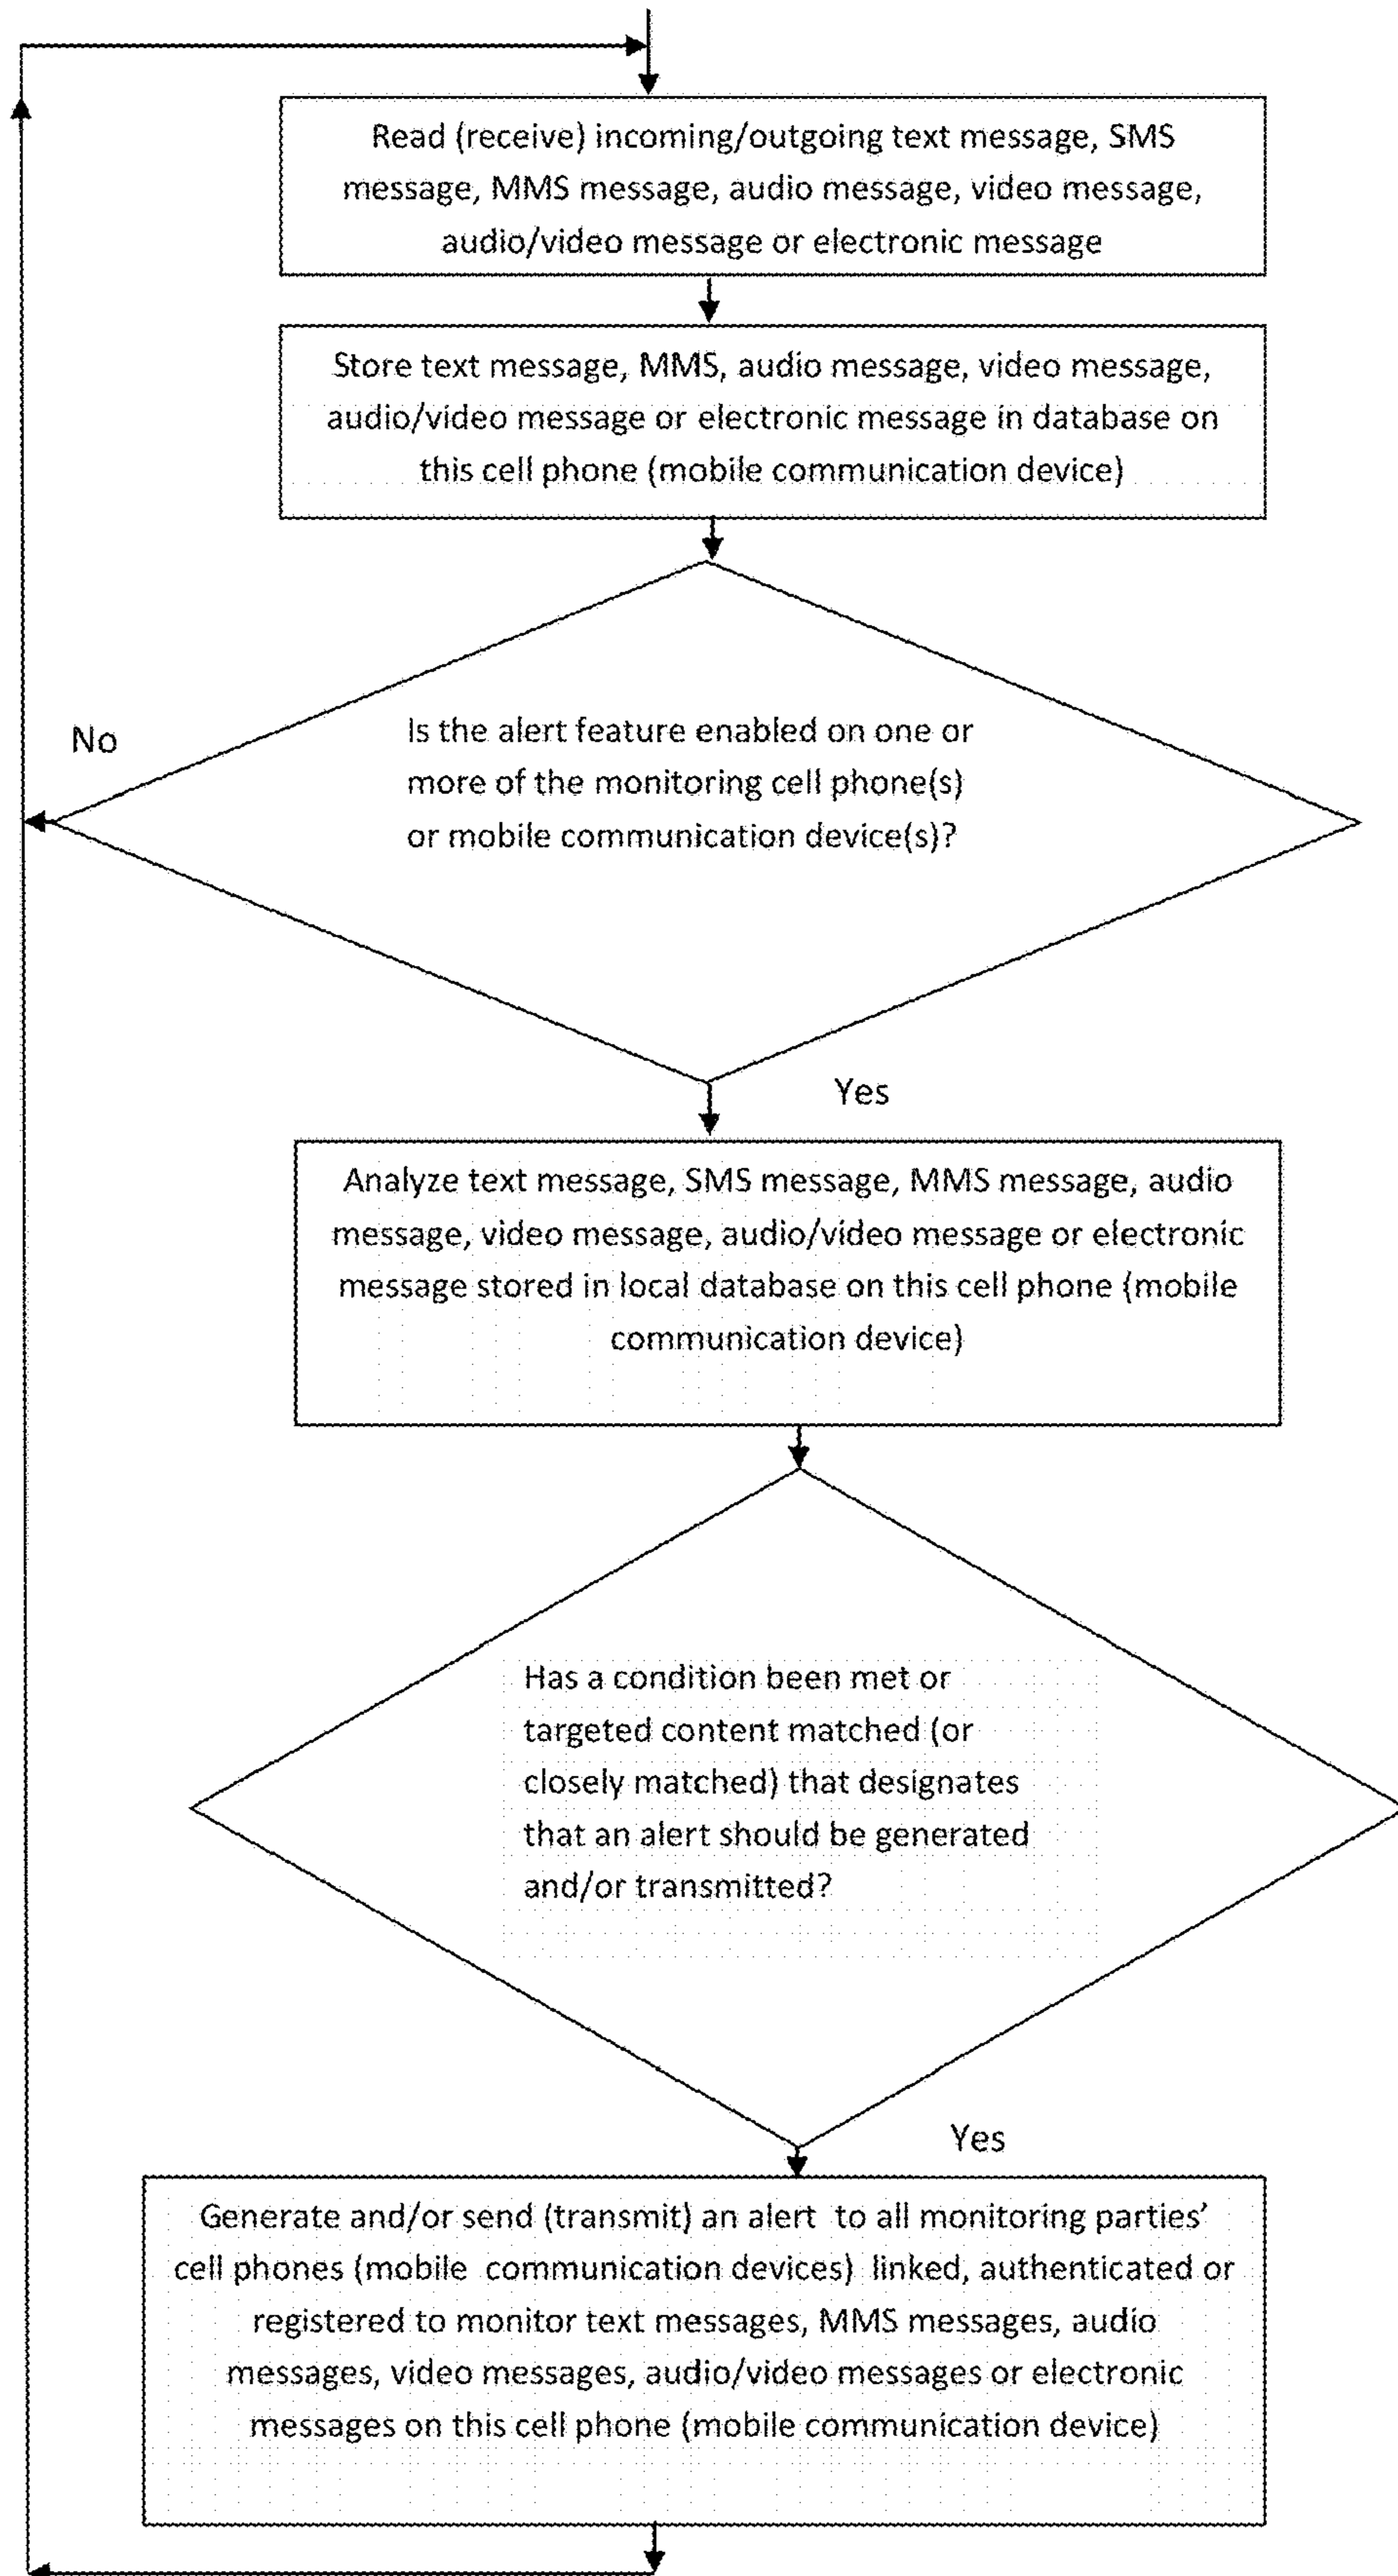 Read (receive) incoming/outgoing text message, SMS
message, MMS message, audio message, video message,
audio/video message or electronic message
Store text message, MMS, audio message, video message,
audio/video message or electronic message in database on
this cell phone (mobile communication device)
No
Is the alert feature enabled on one or
more of the monitoring cell phone(s)
or mobile communication device(s)?
Yes
Analyze text message, SMS message, MMS message, audio
message, video message, audio/video message or electronic
message stored in local database on this cell phone (mobile
communication device)
Has a condition been met or
targeted content matched (or
closely matched) that designates
that an alert should be generated
and/or transmitted?
Yes
Generate and/or send (transmit) an alert to all monitoring parties’
cell phones (mobile communication devices) linked, authenticated or
registered to monitor text messages, MMS messages, audio
messages, video messages, audio/video messages or electronic
messages on this cell phone (mobile communication device)